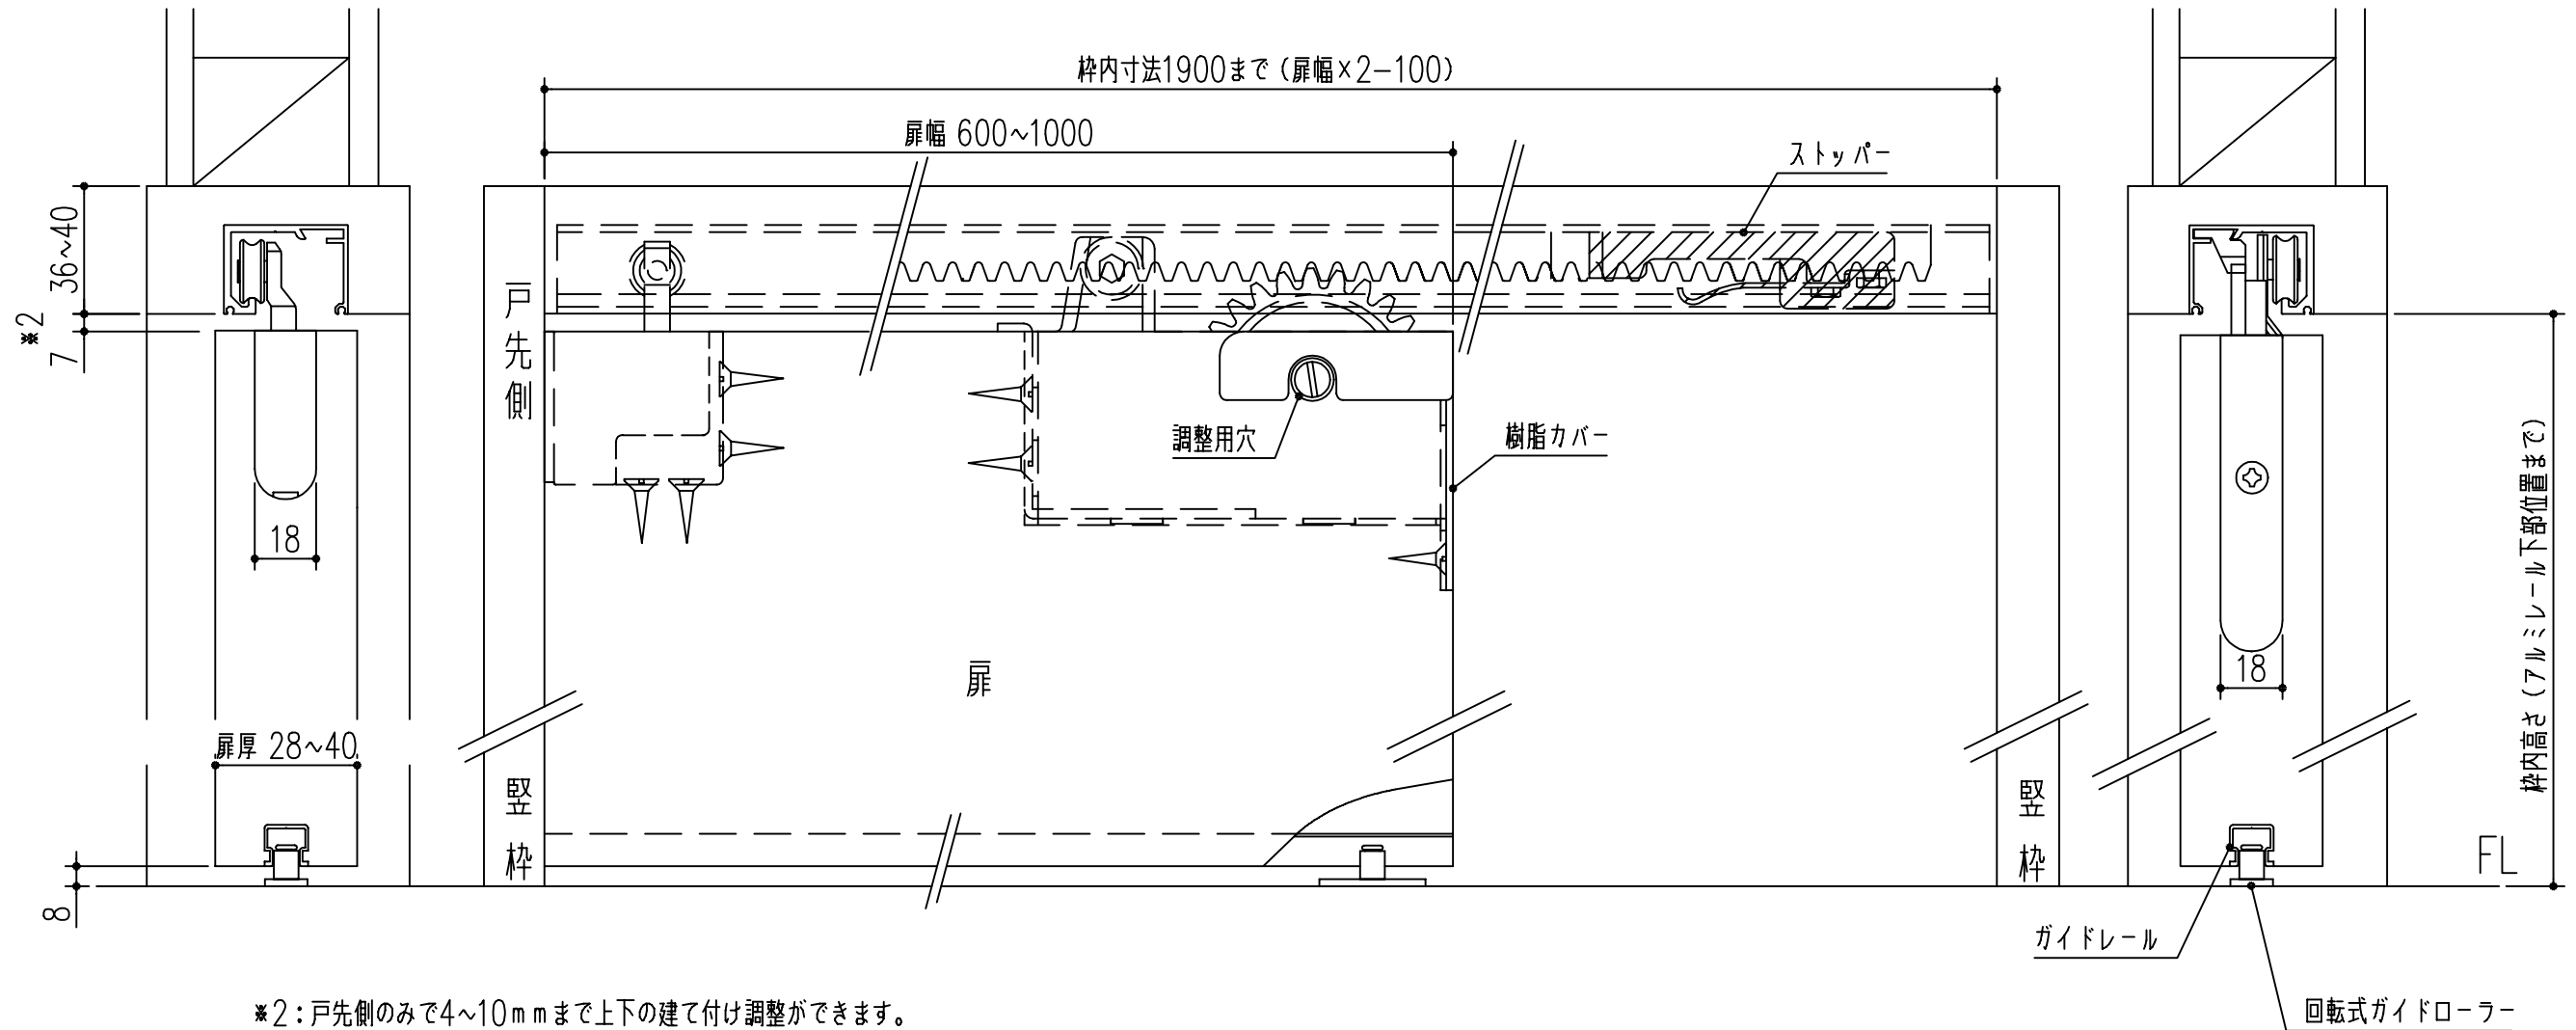 枠内寸法1900まで（扉幅×2−100）
扉幅 600~1000
ストッパー
36~40
※2
7
戸先側
調整用穴
樹脂カバー
18
扉
18
枠内高さ（アルミレール下部位置まで）
扉厚 28~40
竪枠
竪枠
FL
8
ガイドレール
回転式ガイドローラー
※2：戸先側のみで4~10mmまで上下の建て付け調整ができます。